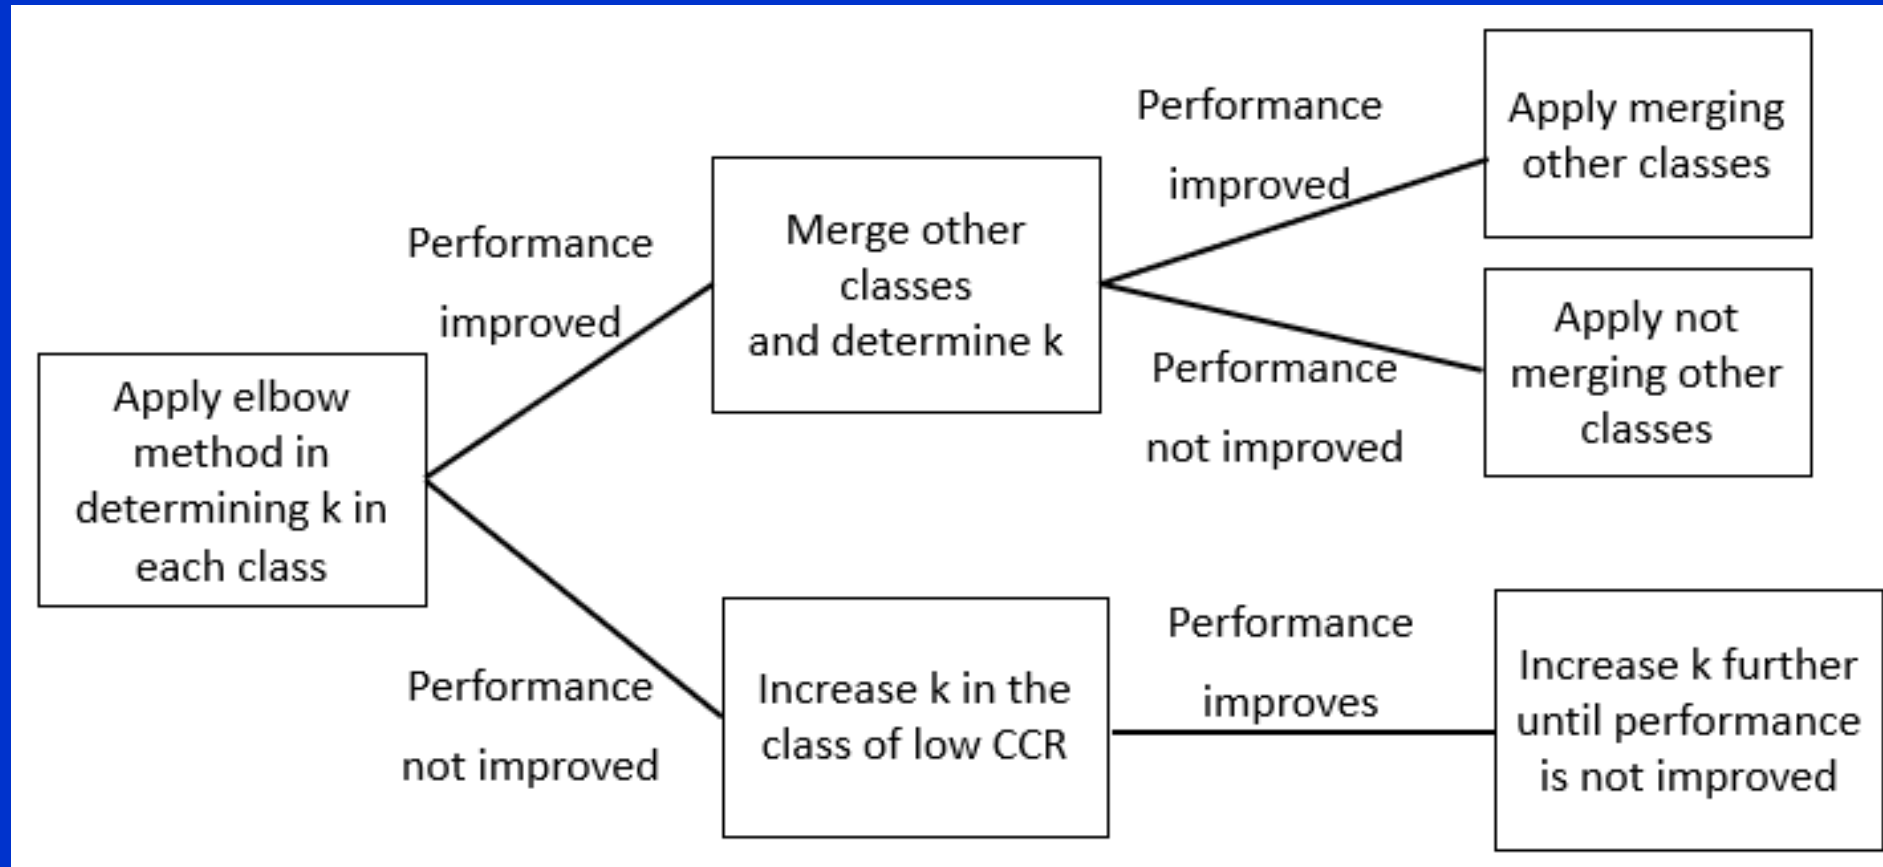 Apply elbow
method in
determining k in
each class
Performance
improved
Merge other
classes
and determine k
Performance
improved
Apply merging
other classes
Performance
not improved
Apply not
merging other
classes
Performance
not improved
Increase k in the
class of low CCR
Performance
improves
Increase k further
until performance
is not improved